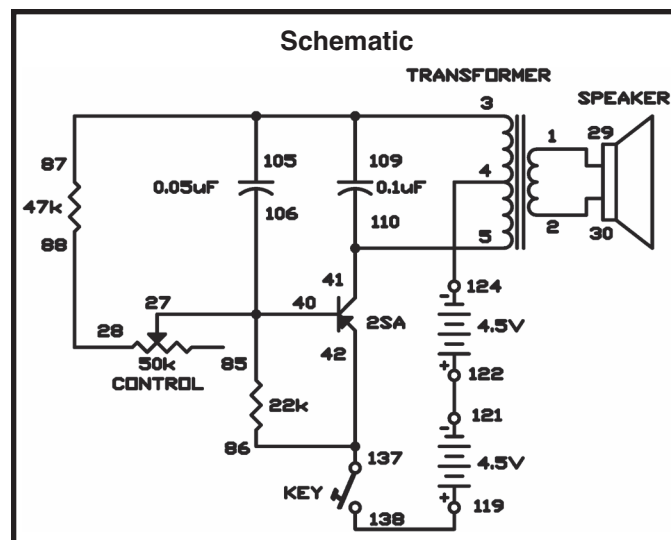 Schematic
TRANSFORMER
3
SPEAKER
1
29
87
105
109
4
0.05uF
0.1uF
47k
106
110
2
30
88
5
41
124
27
40
-
28
2SA
4.5V
42
50k
85
+
122
CONTROL
22k
121
-
86
137
4.5V
KEY
+
119
138